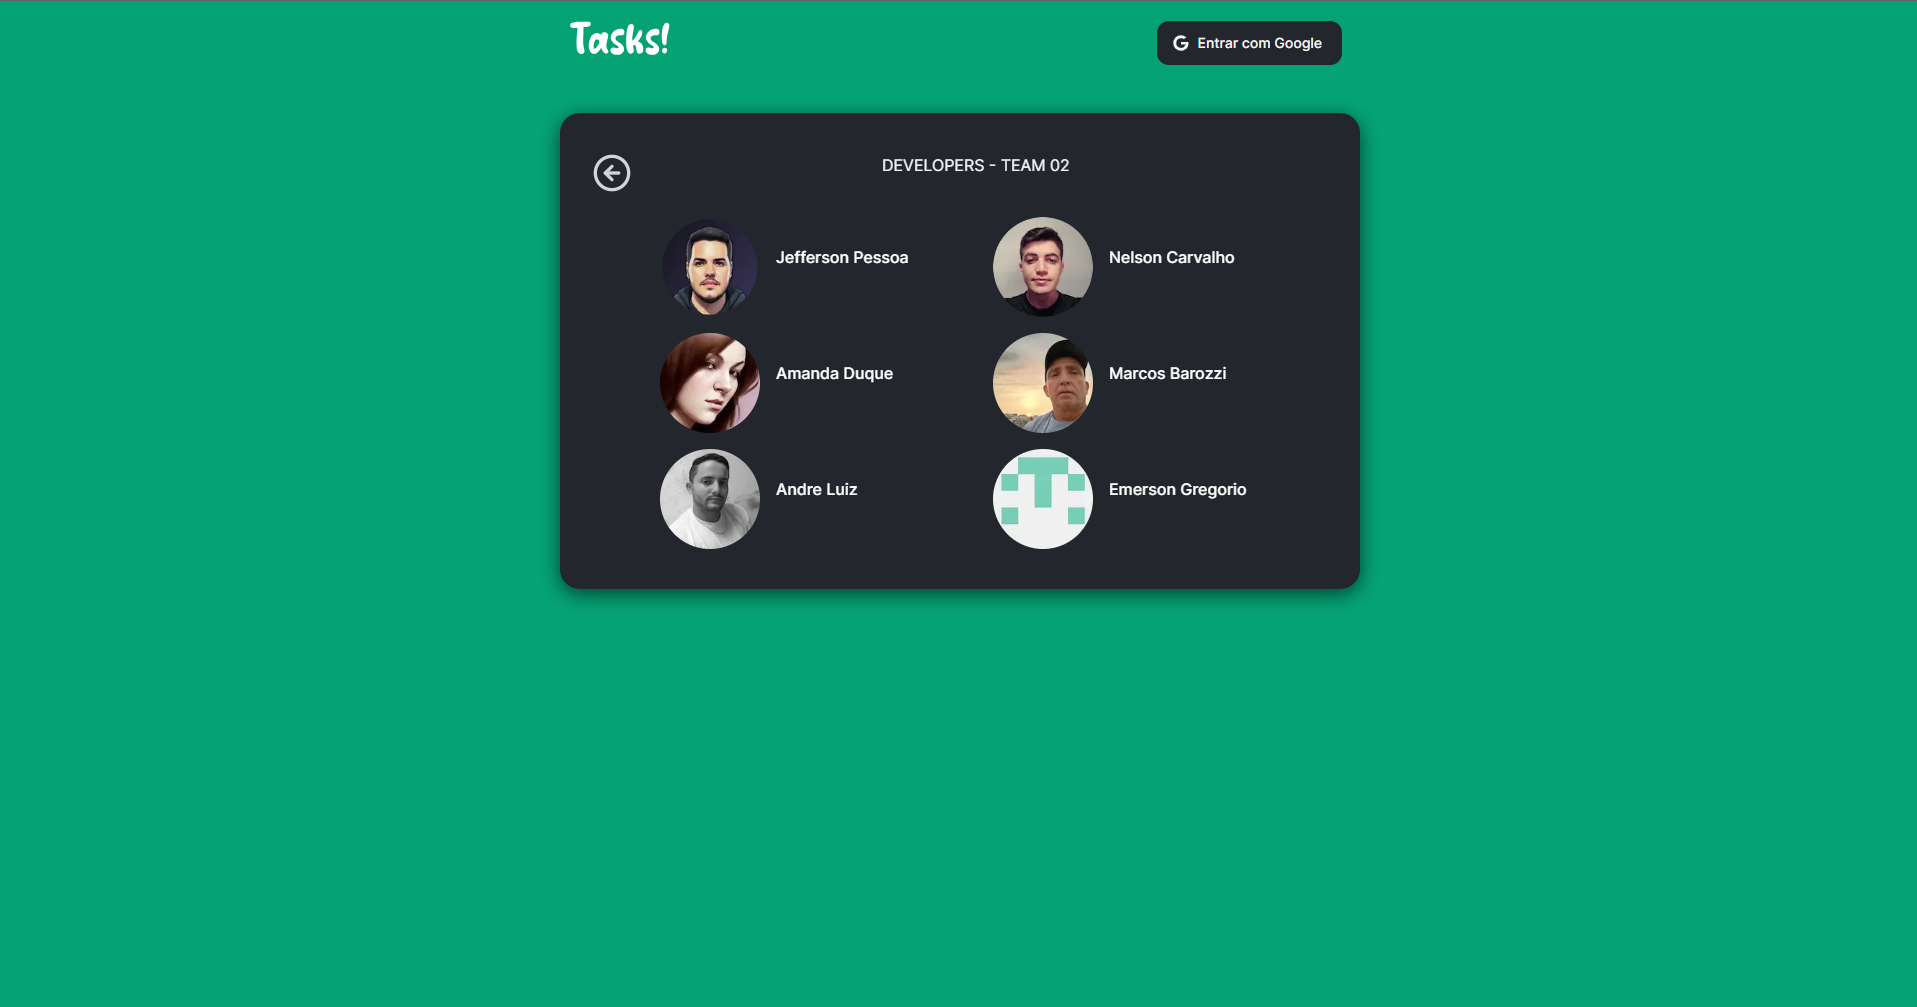 Tasks!
Entrar com Google
DEVELOPERS - TEAM 02
Jefferson Pessoa
Nelson Carvalho
Amanda Duque
Marcos Barozzi
Andre Luiz
Emerson Gregorio